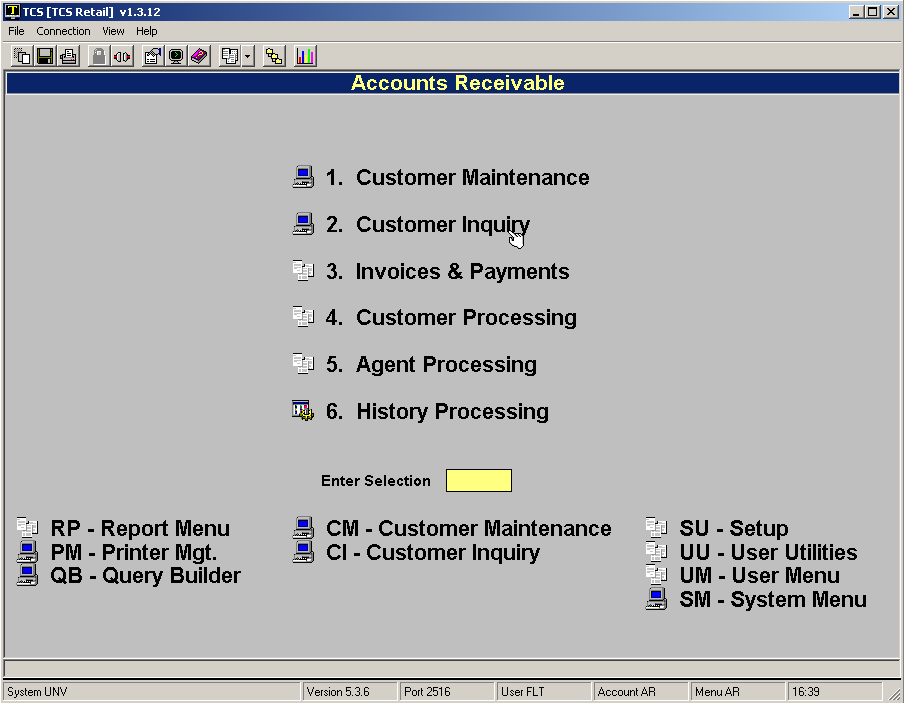 TCS [TCS Retail] v1.3.12
File Connection View Help
Accounts Receivable
1. Customer Maintenance
2. Customer Inquiry
3. Invoices & Payments
4. Customer Processing
5. Agent Processing
6. History Processing
Enter Selection
RP - Report Menu
PM - Printer Mgt.
QB - Query Builder
CM - Customer Maintenance
CI - Customer Inquiry
SU - Setup
UU - User Utilities
UM - User Menu
SM - System Menu
System UNV Version 5.3.6 Port 2516 User FLT Account AR Menu AR 16:39